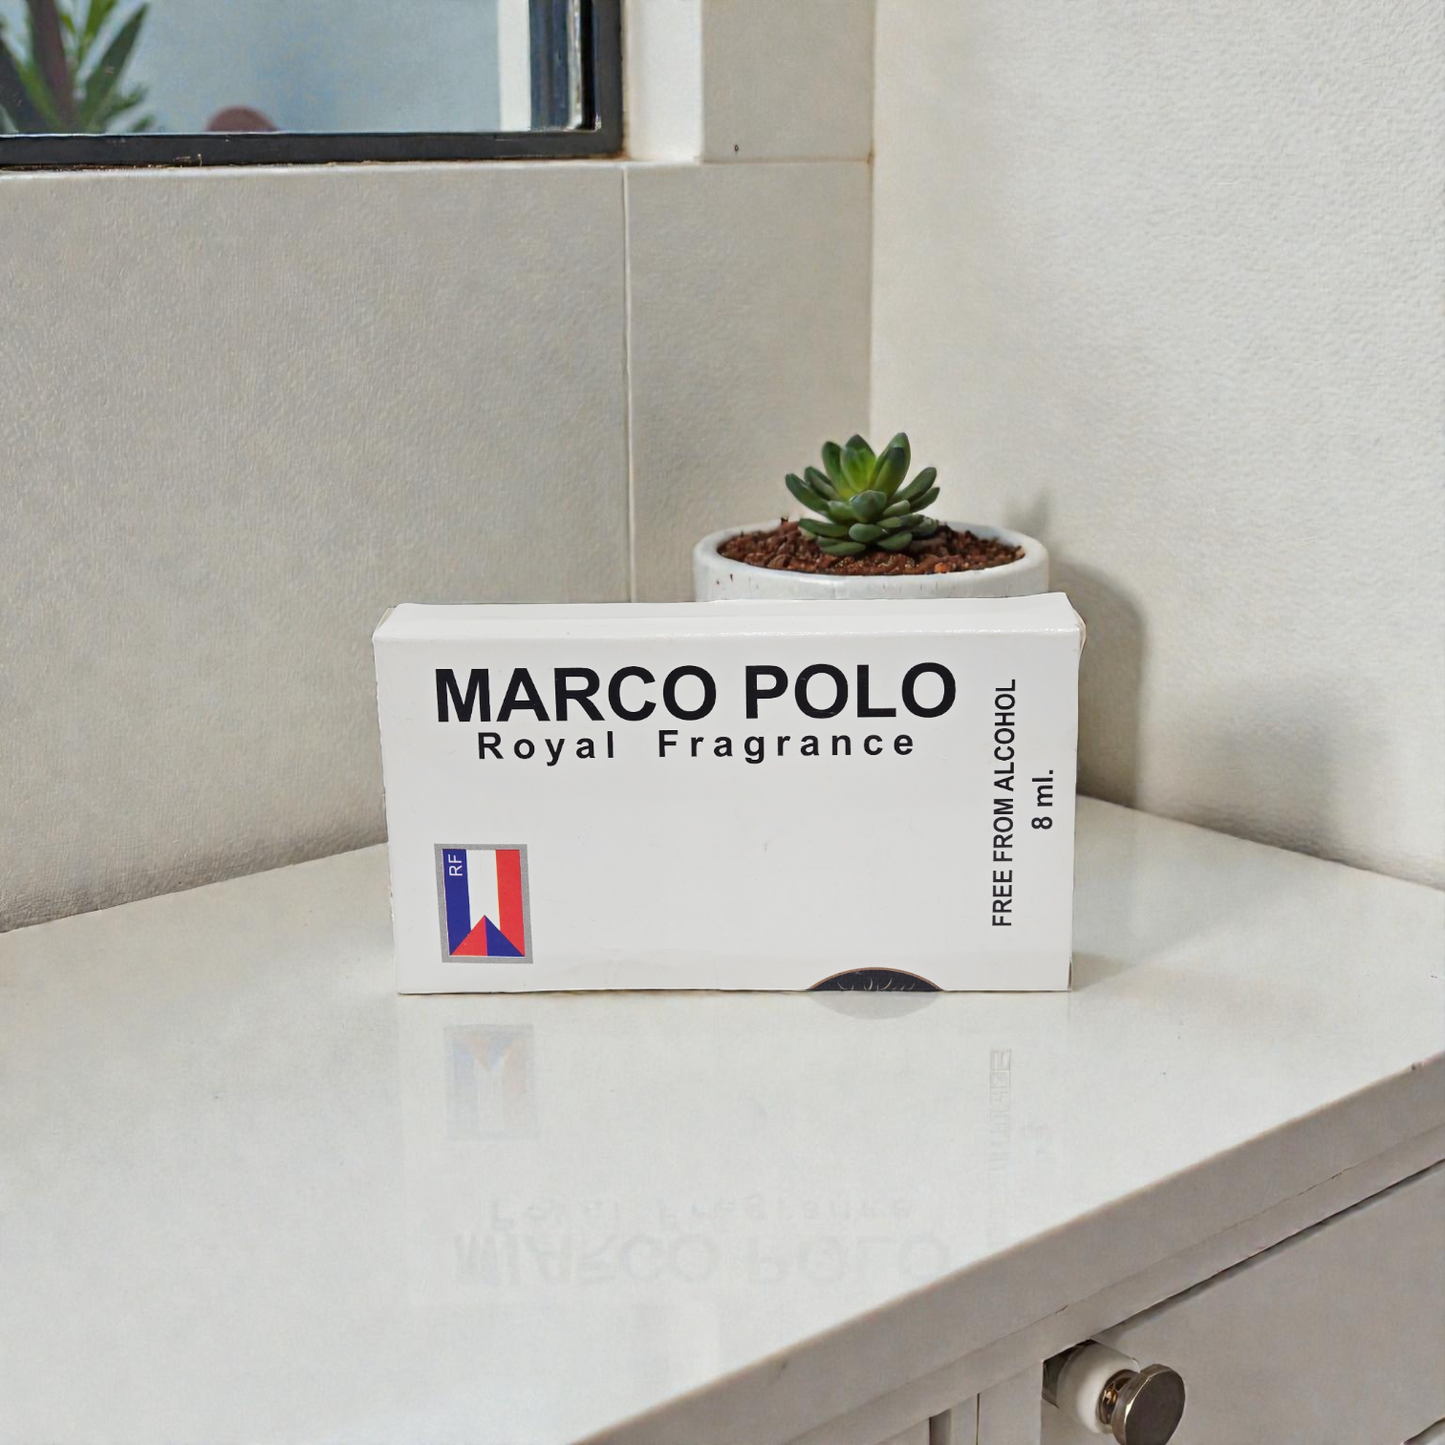 MARCO POLO
Royal Fragrance
FREE FROM ALCOHOL
8 ml.
RF